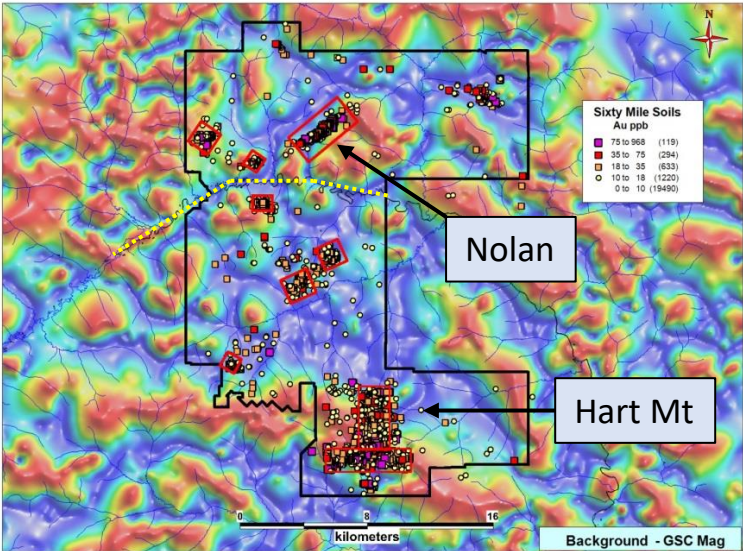 N
Sixty Mile Soils
Au ppb
75 to 968 (119)
35 to 75 (294)
18 to 35 (633)
10 to 18 (1220)
0 to 10 (19490)
Nolan
Hart Mt
0 8 16
kilometers
Background - GSC Mag